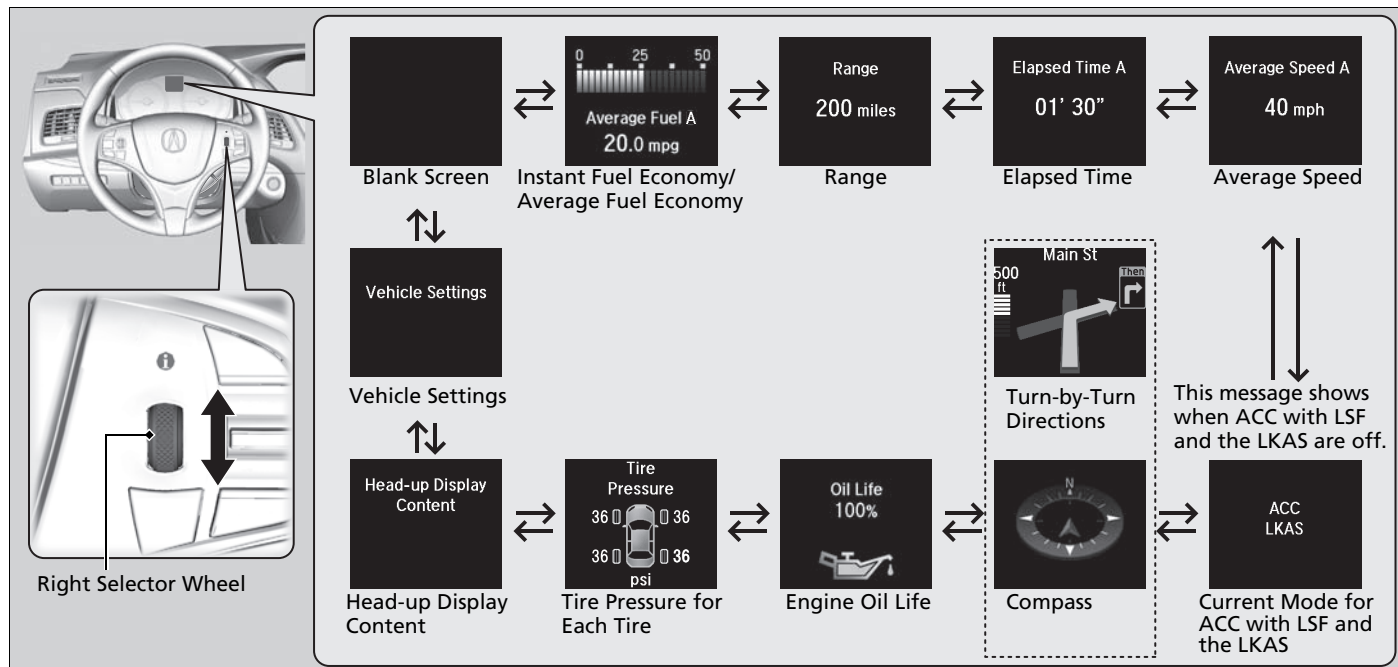 0 25 50
Average Fuel A
20.0 mpg
Range
200 miles
Elapsed Time A
01' 30"
Average Speed A
40 mph
Blank Screen
Instant Fuel Economy/
Average Fuel Economy
Range
Elapsed Time
Average Speed
Vehicle Settings
Vehicle Settings
Main St
500
ft
Then
Turn-by-Turn
Directions
This message shows
when ACC with LSF
and the LKAS are off.
i
Right Selector Wheel
Head-up Display
Content
Head-up Display
Content
Tire
Pressure
36 36
36 36
psi
Tire Pressure for
Each Tire
Oil Life
100%
Engine Oil Life
N
Compass
ACC
LKAS
Current Mode for
ACC with LSF and
the LKAS